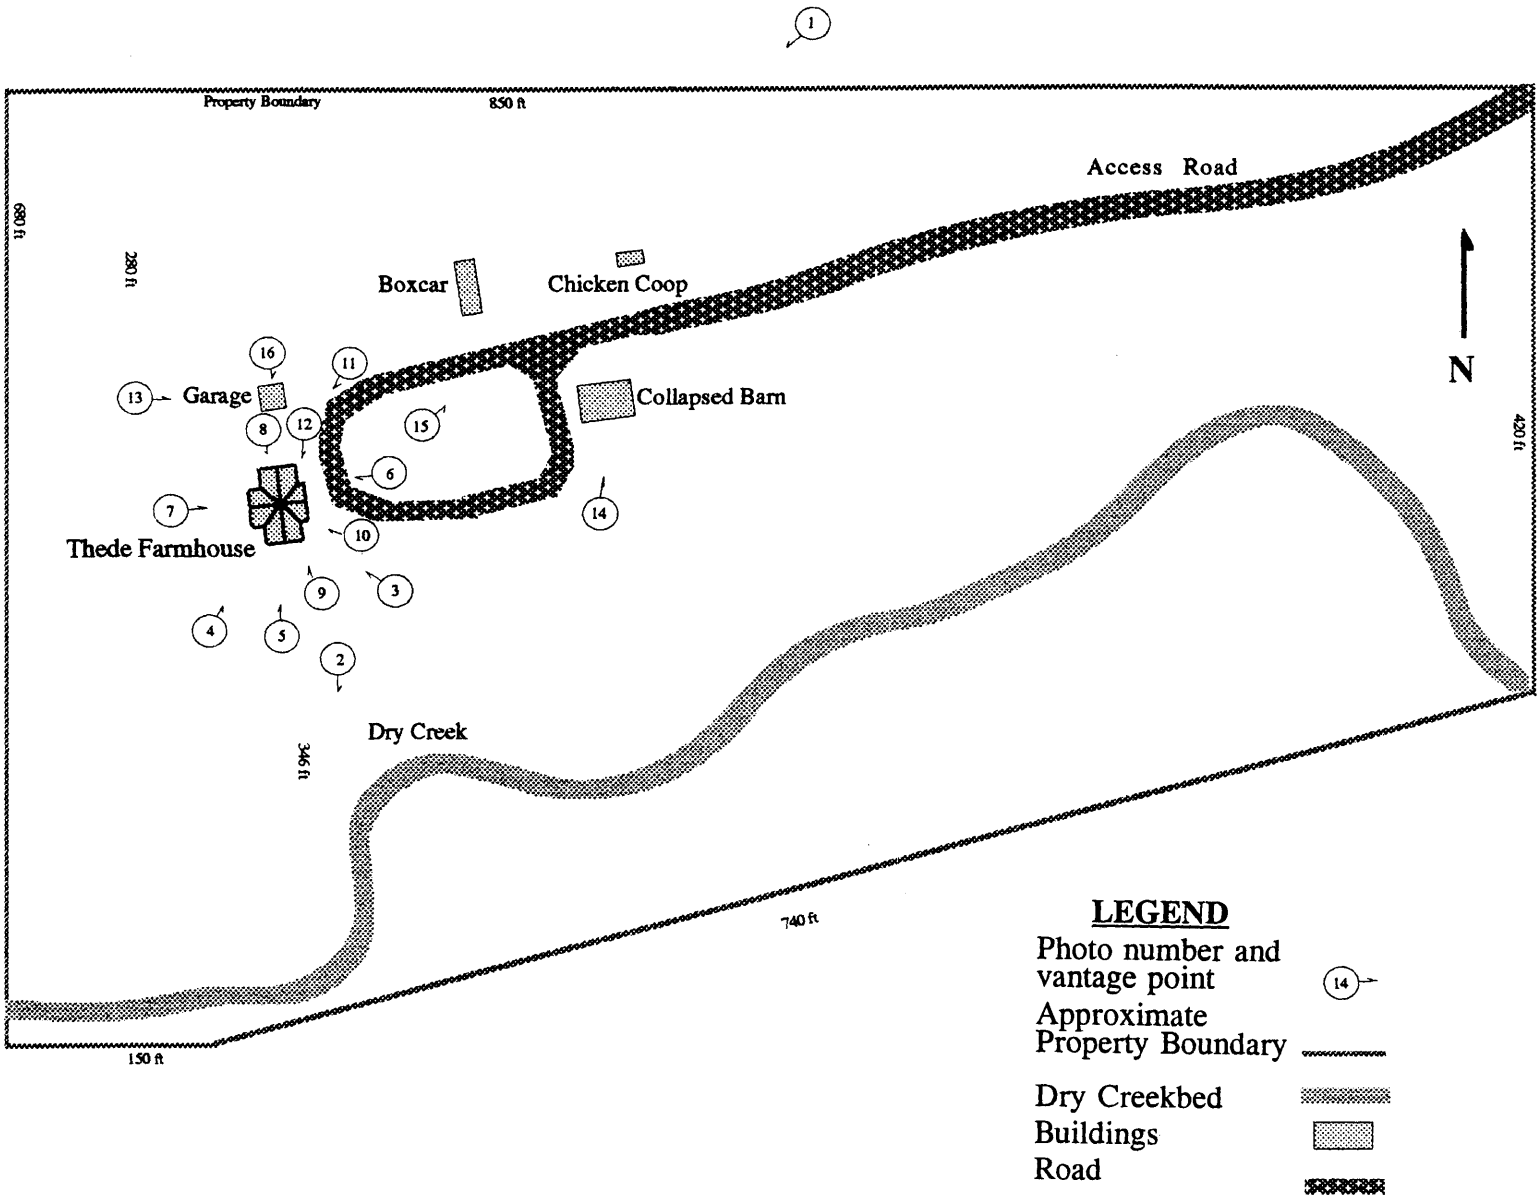 1
Property Boundary
850 ft
Access Road
680 ft
280 ft
Boxcar
Chicken Coop
16
11
13
Garage
Collapsed Barn
N
15
8
12
420 ft
6
7
14
10
Thede Farmhouse
3
9
4
5
2
Dry Creek
346 ft
740 ft
LEGEND
Photo number and
vantage point
14
Approximate
Property Boundary
150 ft
Dry Creekbed
Buildings
Road